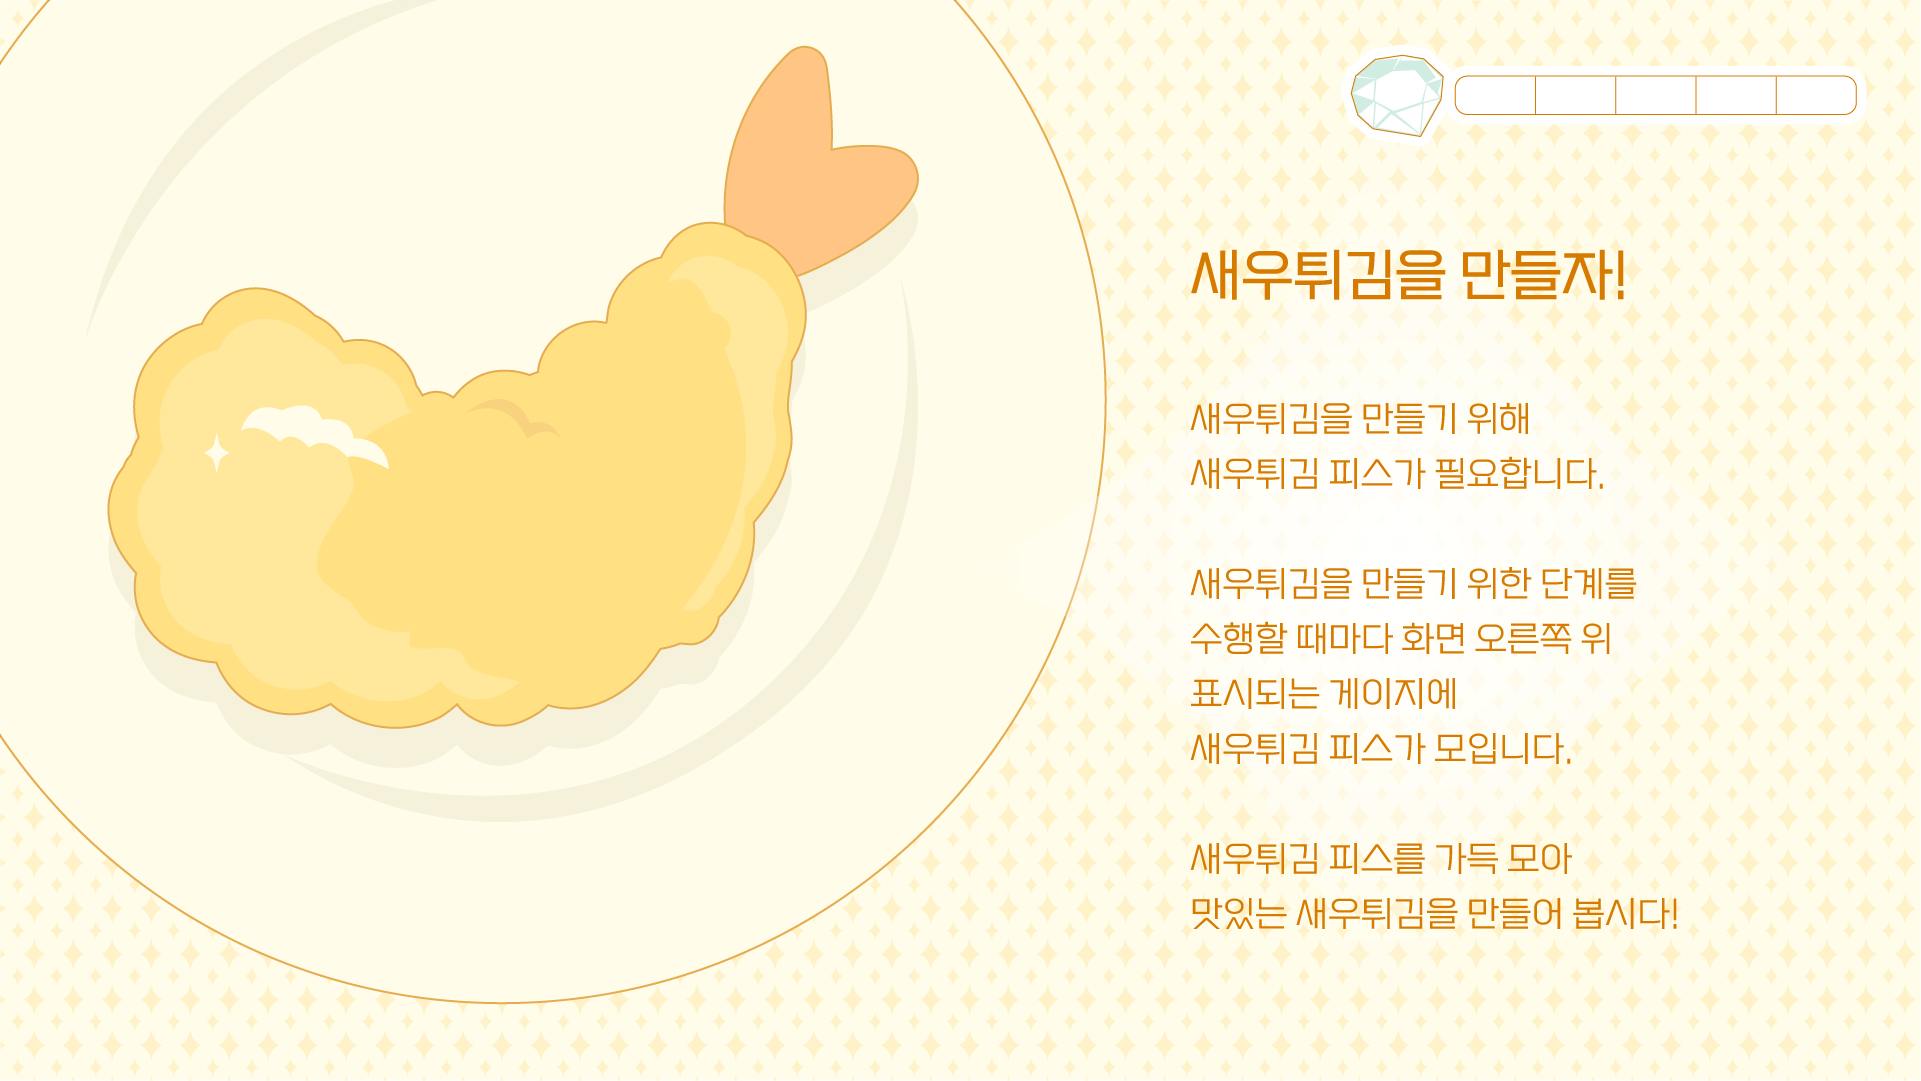 새우튀김을 만들자!
새우튀김을 만들기 위해
새우튀김 피스가 필요합니다.
새우튀김을 만들기 위한 단계를
수행할 때마다 화면 오른쪽 위
표시되는 게이지에
새우튀김 피스가 모입니다.
새우튀김 피스를 가득 모아
맛있는 새우튀김을 만들어 봅시다!